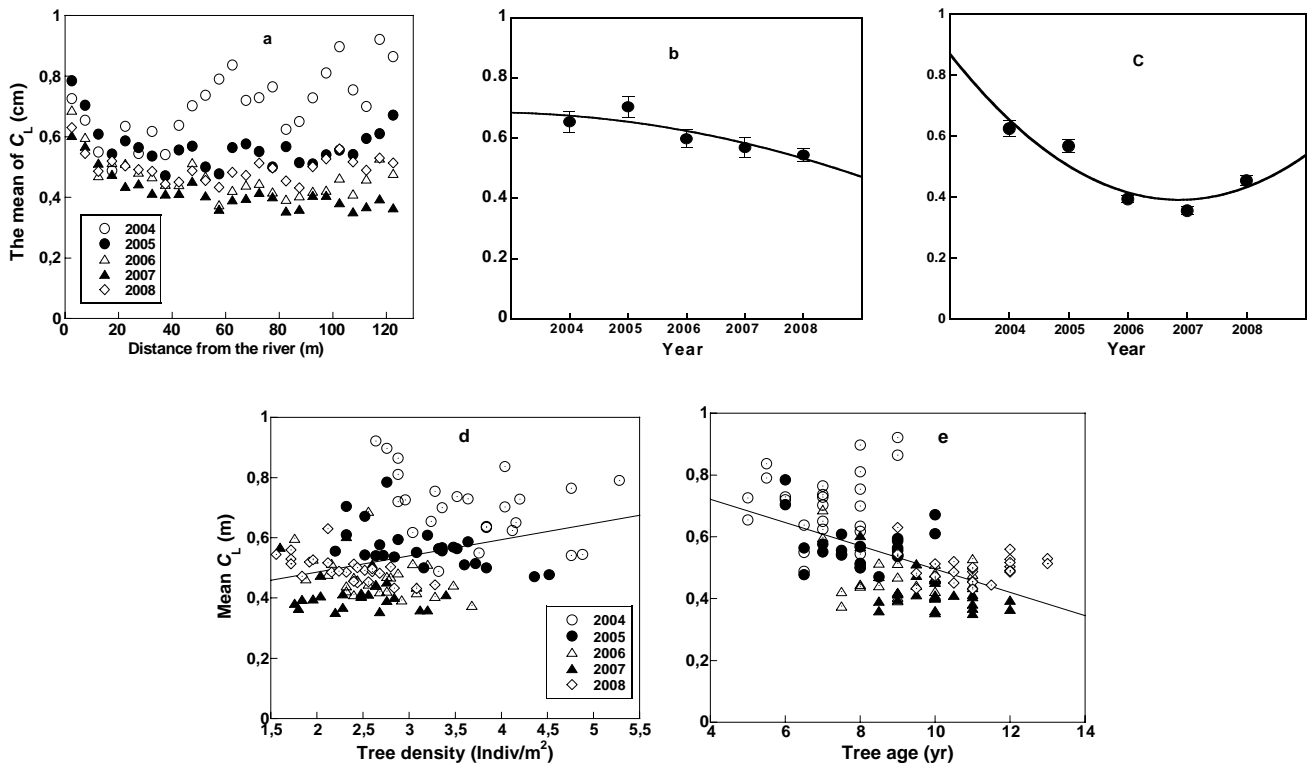 a
The mean of C_L (cm)
1
0,8
0,6
0,4
0,2
0
0 20 40 60 80 100 120
Distance from the river (m)
2004
2005
2006
2007
2008
b
1
0.8
0.6
0.4
0.2
0
2004 2005 2006 2007 2008
Year
C
1
0.8
0.6
0.4
0.2
0
2004 2005 2006 2007 2008
Year
d
Mean C_L (m)
1
0,8
0,6
0,4
0,2
0
1,5 2 2,5 3 3,5 4 4,5 5 5,5
Tree density (Indiv/m²)
2004
2005
2006
2007
2008
e
1
0.8
0.6
0.4
0.2
0
4 6 8 10 12 14
Tree age (yr)